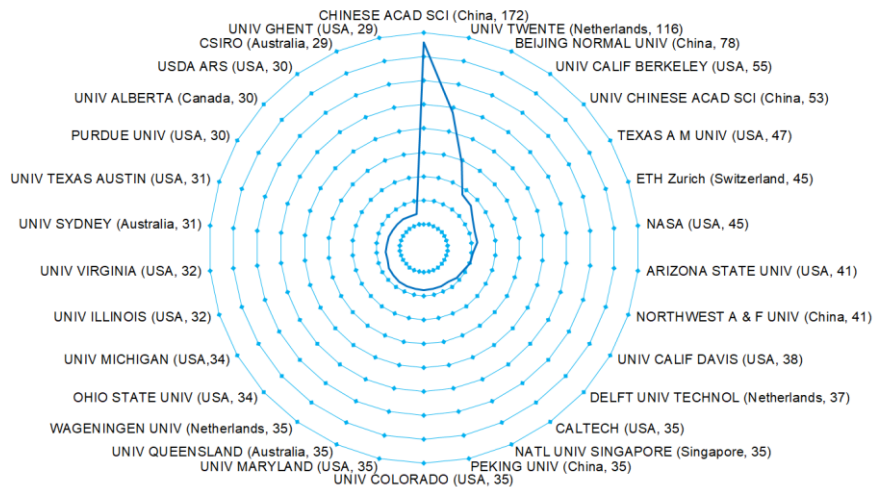 CHINESE ACAD SCI (China, 172)
UNIV TWENTE (Netherlands, 116)
BEIJING NORMAL UNIV (China, 78)
UNIV CALIF BERKELEY (USA, 55)
UNIV CHINESE ACAD SCI (China, 53)
TEXAS A M UNIV (USA, 47)
ETH Zurich (Switzerland, 45)
NASA (USA, 45)
ARIZONA STATE UNIV (USA, 41)
NORTHWEST A & F UNIV (China, 41)
UNIV CALIF DAVIS (USA, 38)
DELFT UNIV TECHNOL (Netherlands, 37)
CALTECH (USA, 35)
NATL UNIV SINGAPORE (Singapore, 35)
PEKING UNIV (China, 35)
UNIV COLORADO (USA, 35)
UNIV MARYLAND (USA, 35)
UNIV QUEENSLAND (Australia, 35)
WAGENINGEN UNIV (Netherlands, 35)
OHIO STATE UNIV (USA, 34)
UNIV MICHIGAN (USA,34)
UNIV ILLINOIS (USA, 32)
UNIV VIRGINIA (USA, 32)
UNIV SYDNEY (Australia, 31)
UNIV TEXAS AUSTIN (USA, 31)
PURDUE UNIV (USA, 30)
UNIV ALBERTA (Canada, 30)
USDA ARS (USA, 30)
CSIRO (Australia, 29)
UNIV GHENT (USA, 29)